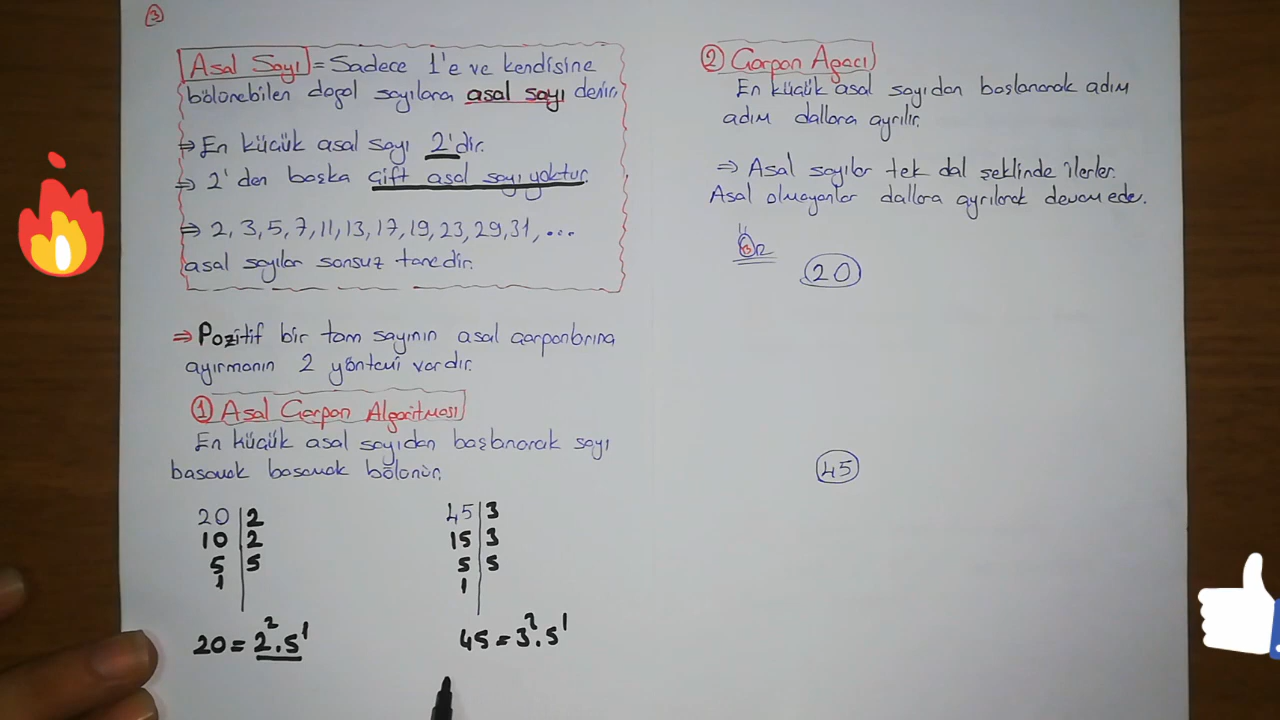 3
Asal Sayı = Sadece 1'e ve kendisine
bölünebilen doğal sayılara asal sayı denir.
⇒ En küçük asal sayı 2'dir.
⇒ 2'den başka çift asal sayı yoktur.
⇒ 2, 3, 5, 7, 11, 13, 17, 19, 23, 29, 31, ...
asal sayılar sonsuz tanedir.
⇒ Pozitif bir tam sayının asal çarpanlarına
ayırmanın 2 yöntemi vardır.
1 Asal Çarpan Algoritması
En küçük asal sayıdan başlanarak sayı
basamak basamak bölünür.
20 | 2
10 | 2
5 | 5
1
20 = 2².5¹
45 | 3
15 | 3
5 | 5
1
45 = 3².5¹
2 Çarpan Ağacı
En küçük asal sayıdan başlanarak adım
adım dallara ayrılır.
⇒ Asal sayılar tek dal şeklinde ilerler.
Asal olmayanlar dallara ayrılarak devam eder.
Ör
20
45